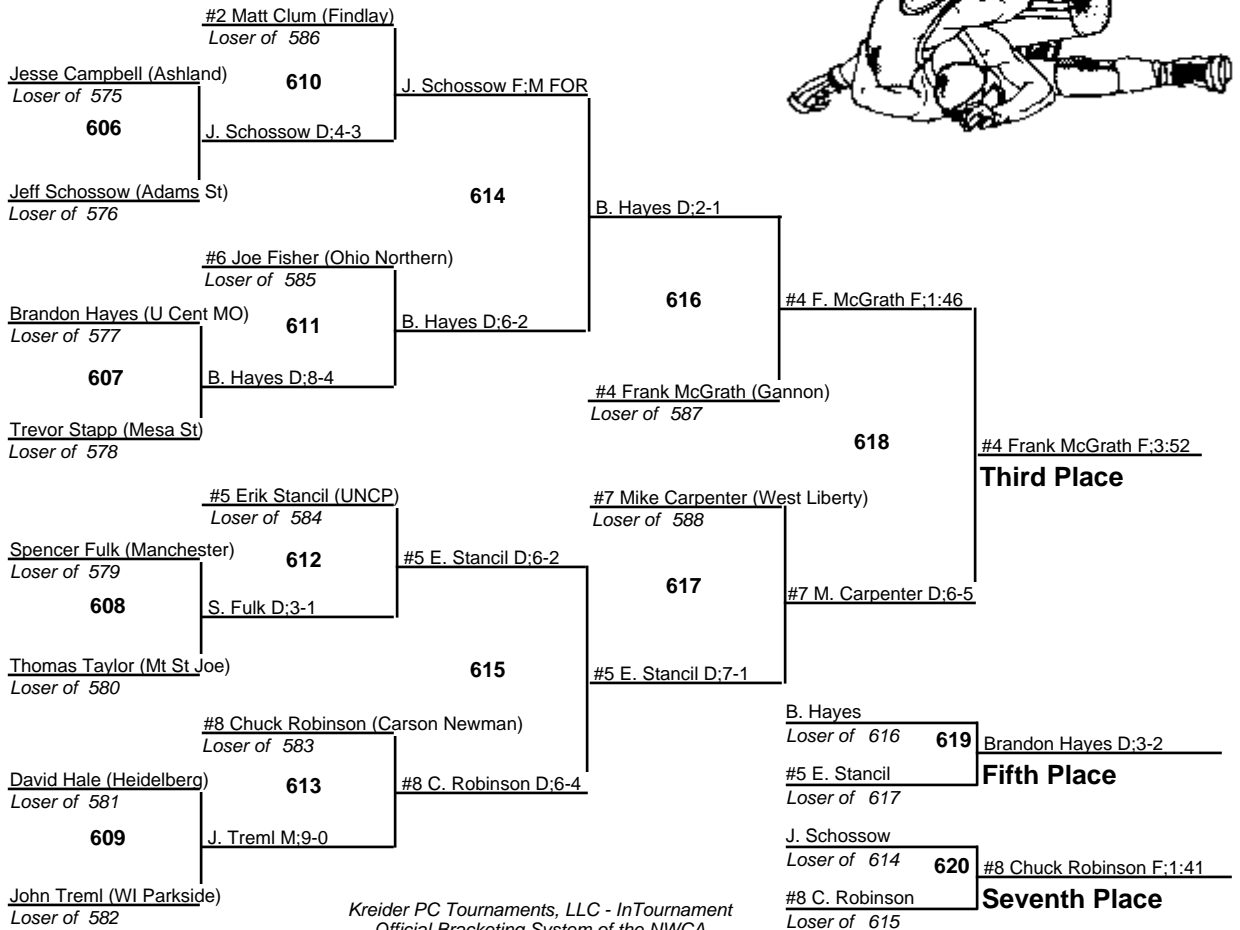 #2 Matt Clum (Findlay)
Loser of 586
Jesse Campbell (Ashland)
Loser of 575
610
J. Schossow F;M FOR
606
J. Schossow D;4-3
Jeff Schossow (Adams St)
Loser of 576
614
B. Hayes D;2-1
#6 Joe Fisher (Ohio Northern)
Loser of 585
Brandon Hayes (U Cent MO)
Loser of 577
611
B. Hayes D;6-2
616
#4 F. McGrath F;1:46
607
B. Hayes D;8-4
#4 Frank McGrath (Gannon)
Loser of 587
Trevor Stapp (Mesa St)
Loser of 578
618
#4 Frank McGrath F;3:52
Third Place
#5 Erik Stancil (UNCP)
Loser of 584
#7 Mike Carpenter (West Liberty)
Loser of 588
Spencer Fulk (Manchester)
Loser of 579
612
#5 E. Stancil D;6-2
617
#7 M. Carpenter D;6-5
608
S. Fulk D;3-1
Thomas Taylor (Mt St Joe)
Loser of 580
615
#5 E. Stancil D;7-1
#8 Chuck Robinson (Carson Newman)
Loser of 583
David Hale (Heidelberg)
Loser of 581
613
#8 C. Robinson D;6-4
609
J. Treml M;9-0
John Treml (WI Parkside)
Loser of 582
B. Hayes
Loser of 616
619
Brandon Hayes D;3-2
Fifth Place
#5 E. Stancil
Loser of 617
J. Schossow
Loser of 614
620
#8 Chuck Robinson F;1:41
Seventh Place
#8 C. Robinson
Loser of 615
Kreider PC Tournaments, LLC - InTournament
Official Bracketing System of the NWCA